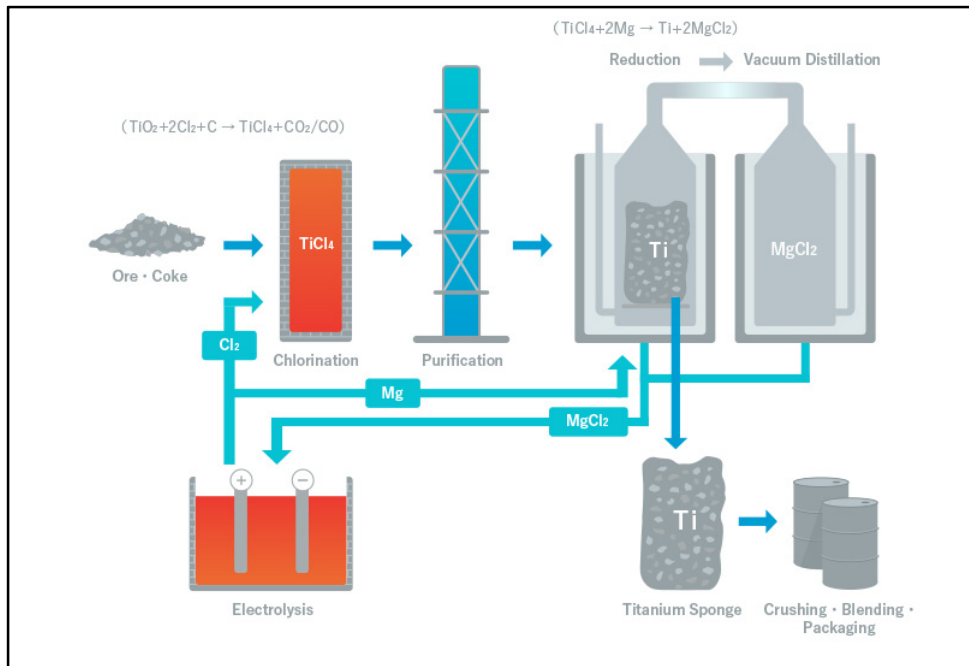 (TiCl₄+2Mg → Ti+2MgCl₂)
Reduction → Vacuum Distillation
(TiO₂+2Cl₂+C → TiCl₄+CO₂/CO)
TiCl₄
Ti
MgCl₂
Ore・Coke
Cl₂
Chlorination
Purification
Mg
MgCl₂
+
−
Ti
Electrolysis
Titanium Sponge
Crushing・Blending・
Packaging